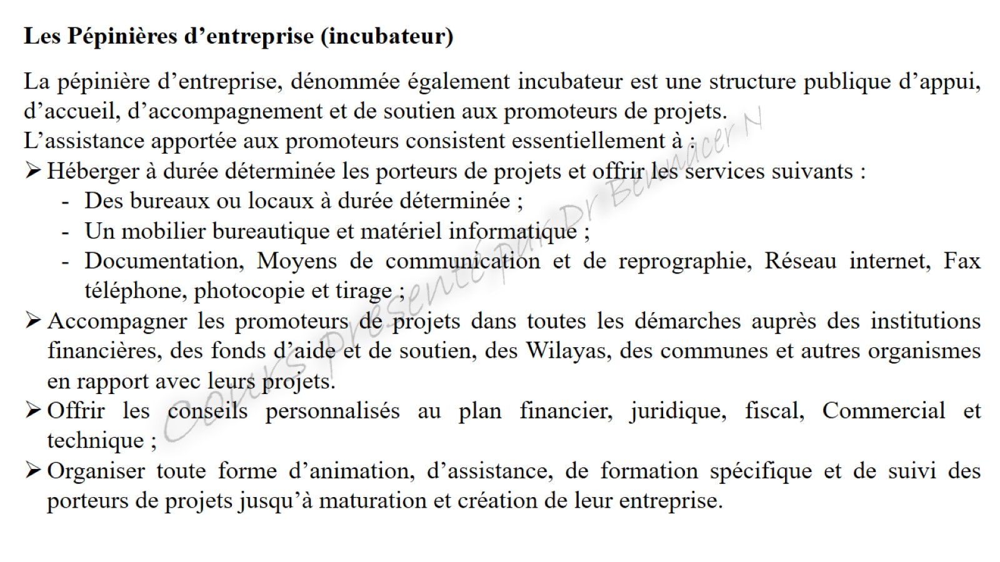 Les Pépinières d’entreprise (incubateur)
La pépinière d’entreprise, dénommée également incubateur est une structure publique d’appui,
d’accueil, d’accompagnement et de soutien aux promoteurs de projets.
L’assistance apportée aux promoteurs consistent essentiellement à :
➢ Héberger à durée déterminée les porteurs de projets et offrir les services suivants :
- Des bureaux ou locaux à durée déterminée ;
- Un mobilier bureautique et matériel informatique ;
- Documentation, Moyens de communication et de reprographie, Réseau internet, Fax
téléphone, photocopie et tirage ;
➢ Accompagner les promoteurs de projets dans toutes les démarches auprès des institutions
financières, des fonds d’aide et de soutien, des Wilayas, des communes et autres organismes
en rapport avec leurs projets.
➢ Offrir les conseils personnalisés au plan financier, juridique, fiscal, Commercial et
technique ;
➢ Organiser toute forme d’animation, d’assistance, de formation spécifique et de suivi des
porteurs de projets jusqu’à maturation et création de leur entreprise.
Cours présenté par Dr Bennacer N